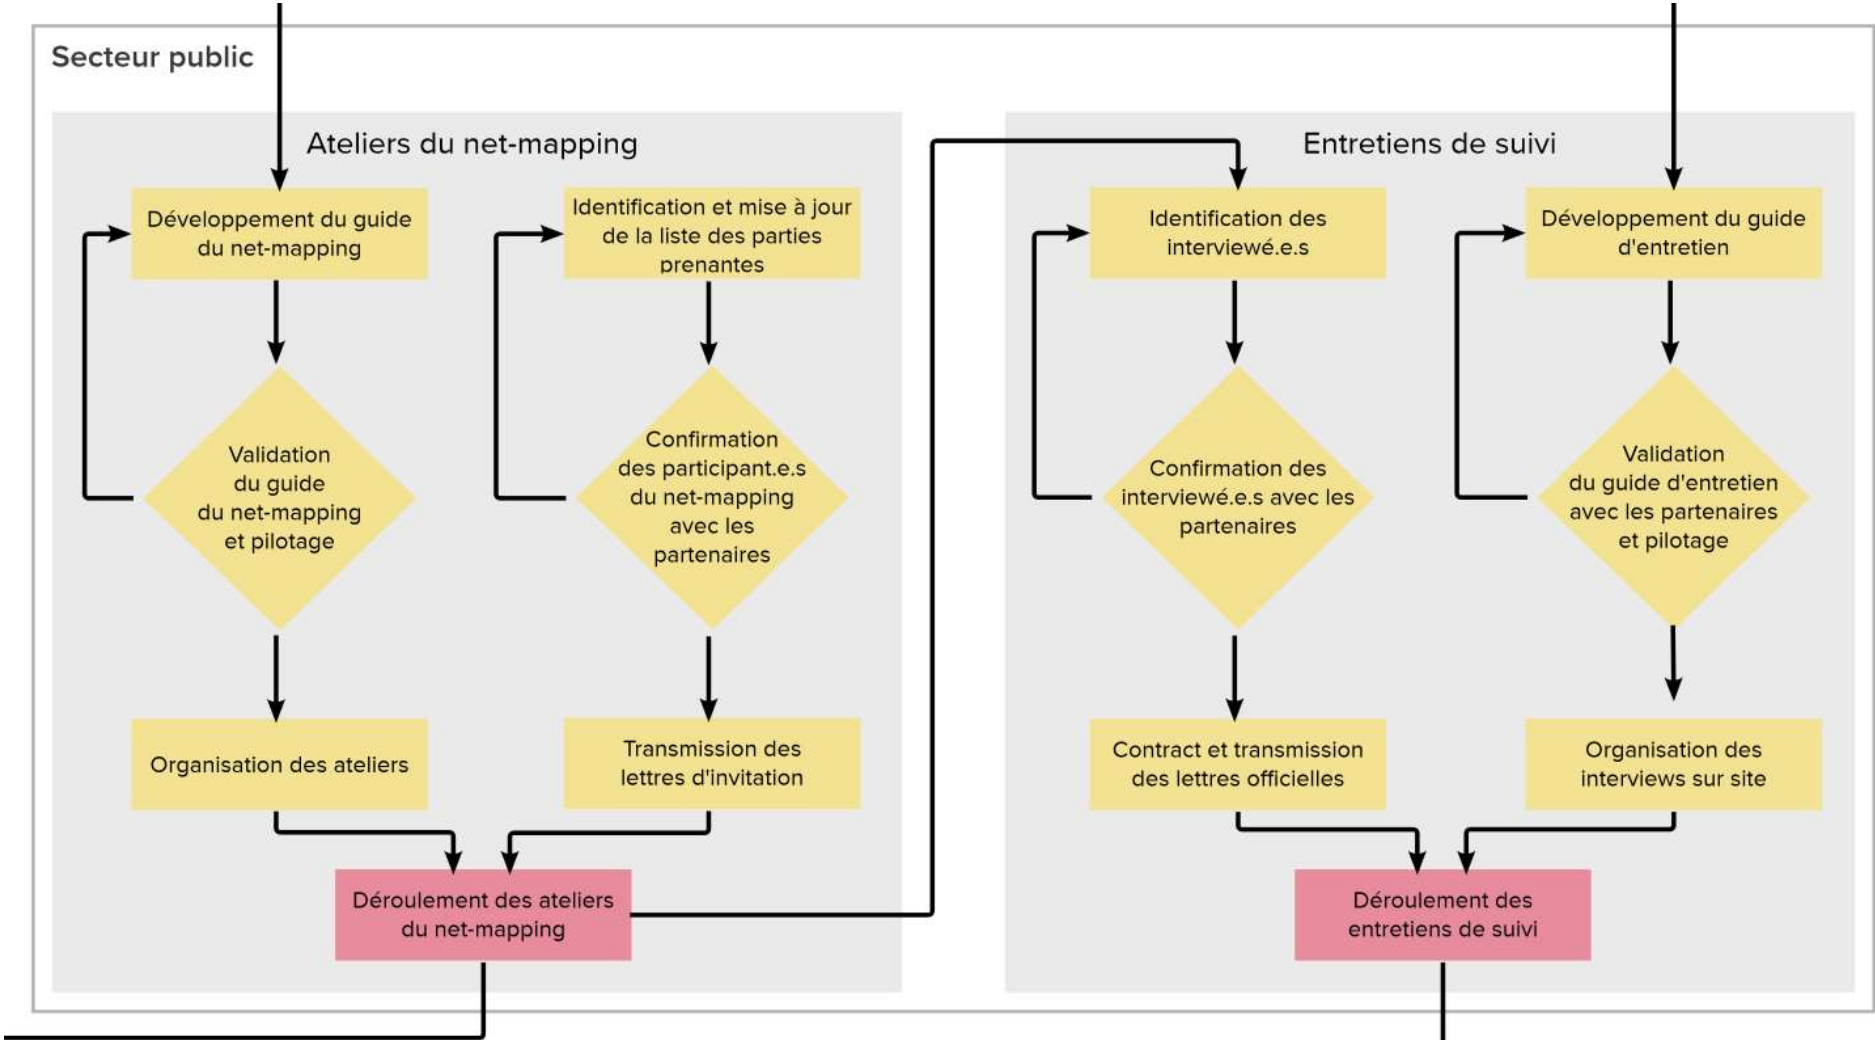 Secteur public
Ateliers du net-mapping
Développement du guide
du net-mapping
Identification et mise à jour
de la liste des parties
prenantes
Validation
du guide
du net-mapping
et pilotage
Confirmation
des participant.e.s
du net-mapping
avec les
partenaires
Organisation des ateliers
Transmission des
lettres d'invitation
Déroulement des ateliers
du net-mapping
Entretiens de suivi
Identification des
interviewé.e.s
Développement du guide
d'entretien
Confirmation des
interviewé.e.s avec les
partenaires
Validation
du guide d'entretien
avec les partenaires
et pilotage
Contract et transmission
des lettres officielles
Organisation des
interviews sur site
Déroulement des
entretiens de suivi